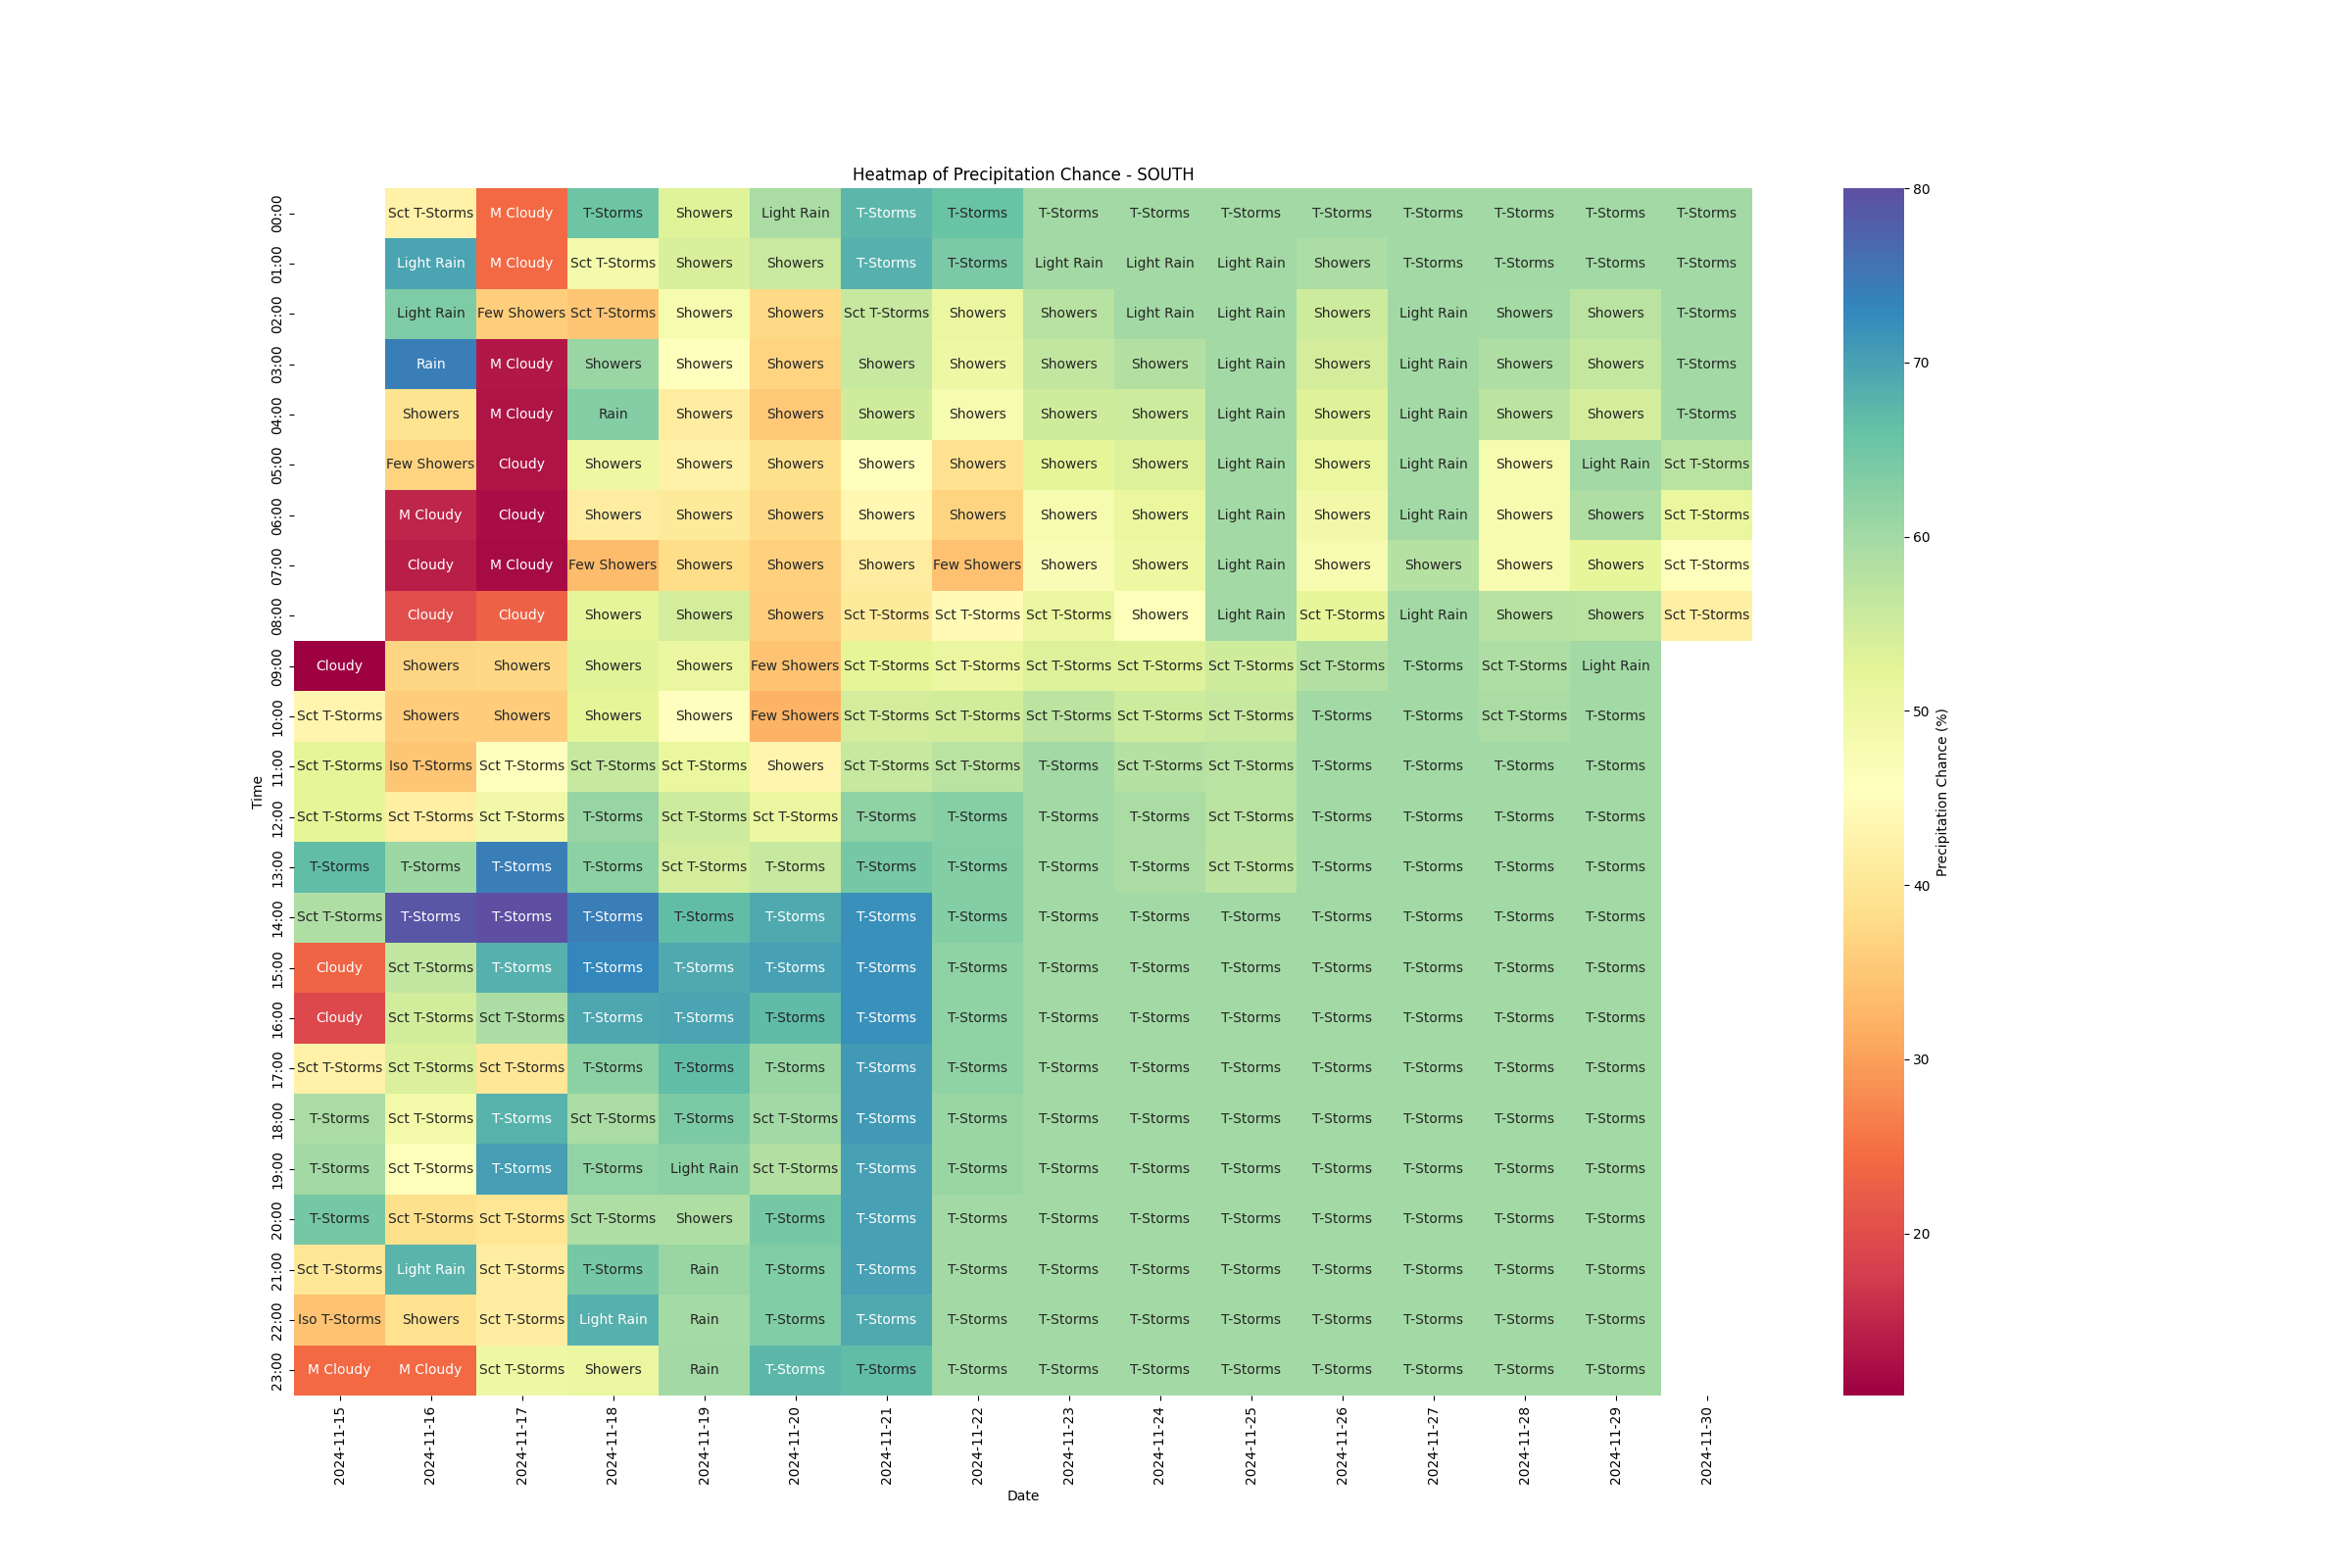 Heatmap of Precipitation Chance - SOUTH
00:00 Sct T-Storms M Cloudy T-Storms Showers Light Rain T-Storms T-Storms T-Storms T-Storms T-Storms T-Storms T-Storms T-Storms T-Storms T-Storms
01:00 Light Rain M Cloudy Sct T-Storms Showers Showers T-Storms T-Storms Light Rain Light Rain Light Rain Showers T-Storms T-Storms T-Storms T-Storms
02:00 Light Rain Few Showers Sct T-Storms Showers Showers Sct T-Storms Showers Showers Light Rain Light Rain Showers Light Rain Showers Showers T-Storms
03:00 Rain M Cloudy Showers Showers Showers Showers Showers Showers Showers Light Rain Showers Light Rain Showers Showers T-Storms
04:00 Showers M Cloudy Rain Showers Showers Showers Showers Showers Showers Light Rain Showers Light Rain Showers Showers T-Storms
05:00 Few Showers Cloudy Showers Showers Showers Showers Showers Showers Showers Light Rain Showers Light Rain Showers Light Rain Sct T-Storms
06:00 M Cloudy Cloudy Showers Showers Showers Showers Showers Showers Showers Light Rain Showers Light Rain Showers Showers Sct T-Storms
07:00 Cloudy M Cloudy Few Showers Showers Showers Showers Few Showers Showers Showers Light Rain Showers Showers Showers Showers Sct T-Storms
08:00 Cloudy Cloudy Showers Showers Showers Sct T-Storms Sct T-Storms Sct T-Storms Showers Light Rain Sct T-Storms Light Rain Showers Showers Sct T-Storms
09:00 Cloudy Showers Showers Showers Showers Few Showers Sct T-Storms Sct T-Storms Sct T-Storms Sct T-Storms Sct T-Storms Sct T-Storms T-Storms Sct T-Storms Light Rain
10:00 Sct T-Storms Showers Showers Showers Showers Few Showers Sct T-Storms Sct T-Storms Sct T-Storms Sct T-Storms Sct T-Storms T-Storms T-Storms Sct T-Storms T-Storms
11:00 Sct T-Storms Iso T-Storms Sct T-Storms Sct T-Storms Sct T-Storms Showers Sct T-Storms Sct T-Storms T-Storms Sct T-Storms Sct T-Storms T-Storms T-Storms T-Storms T-Storms
12:00 Sct T-Storms Sct T-Storms Sct T-Storms T-Storms Sct T-Storms Sct T-Storms T-Storms T-Storms T-Storms T-Storms Sct T-Storms T-Storms T-Storms T-Storms T-Storms
13:00 T-Storms T-Storms T-Storms T-Storms Sct T-Storms T-Storms T-Storms T-Storms T-Storms T-Storms Sct T-Storms T-Storms T-Storms T-Storms T-Storms
14:00 Sct T-Storms T-Storms T-Storms T-Storms T-Storms T-Storms T-Storms T-Storms T-Storms T-Storms T-Storms T-Storms T-Storms T-Storms T-Storms
15:00 Cloudy Sct T-Storms T-Storms T-Storms T-Storms T-Storms T-Storms T-Storms T-Storms T-Storms T-Storms T-Storms T-Storms T-Storms T-Storms
16:00 Cloudy Sct T-Storms Sct T-Storms T-Storms T-Storms T-Storms T-Storms T-Storms T-Storms T-Storms T-Storms T-Storms T-Storms T-Storms T-Storms
17:00 Sct T-Storms Sct T-Storms Sct T-Storms T-Storms T-Storms T-Storms T-Storms T-Storms T-Storms T-Storms T-Storms T-Storms T-Storms T-Storms T-Storms
18:00 T-Storms Sct T-Storms T-Storms Sct T-Storms T-Storms Sct T-Storms T-Storms T-Storms T-Storms T-Storms T-Storms T-Storms T-Storms T-Storms T-Storms
19:00 T-Storms Sct T-Storms T-Storms T-Storms Light Rain Sct T-Storms T-Storms T-Storms T-Storms T-Storms T-Storms T-Storms T-Storms T-Storms T-Storms
20:00 T-Storms Sct T-Storms Sct T-Storms Sct T-Storms Showers T-Storms T-Storms T-Storms T-Storms T-Storms T-Storms T-Storms T-Storms T-Storms T-Storms
21:00 Sct T-Storms Light Rain Sct T-Storms T-Storms Rain T-Storms T-Storms T-Storms T-Storms T-Storms T-Storms T-Storms T-Storms T-Storms T-Storms
22:00 Iso T-Storms Showers Sct T-Storms Light Rain Rain T-Storms T-Storms T-Storms T-Storms T-Storms T-Storms T-Storms T-Storms T-Storms T-Storms
23:00 M Cloudy M Cloudy Sct T-Storms Showers Rain T-Storms T-Storms T-Storms T-Storms T-Storms T-Storms T-Storms T-Storms T-Storms T-Storms
Time
2024-11-15 2024-11-16 2024-11-17 2024-11-18 2024-11-19 2024-11-20 2024-11-21 2024-11-22 2024-11-23 2024-11-24 2024-11-25 2024-11-26 2024-11-27 2024-11-28 2024-11-29 2024-11-30
Date
80
70
60
50
40
30
20
Precipitation Chance (%)